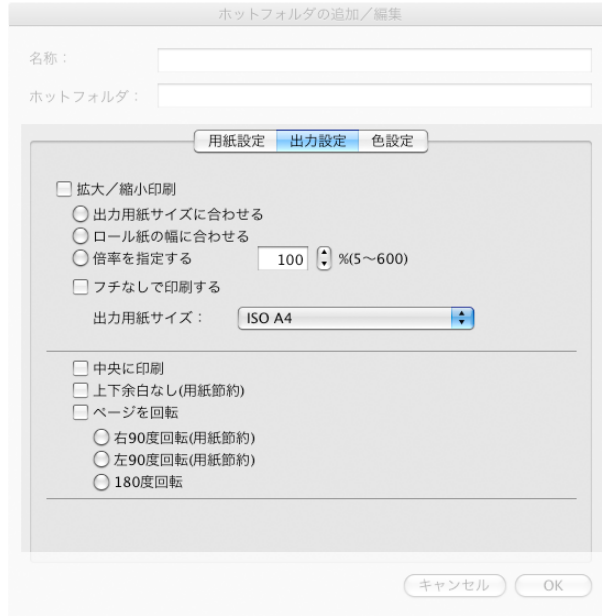 ホットフォルダの追加／編集
名称：
ホットフォルダ：
用紙設定 出力設定 色設定
拡大／縮小印刷
出力用紙サイズに合わせる
ロール紙の幅に合わせる
倍率を指定する 100 %(5～600)
フチなしで印刷する
出力用紙サイズ： ISO A4
中央に印刷
上下余白なし(用紙節約)
ページを回転
右90度回転(用紙節約)
左90度回転(用紙節約)
180度回転
キャンセル OK